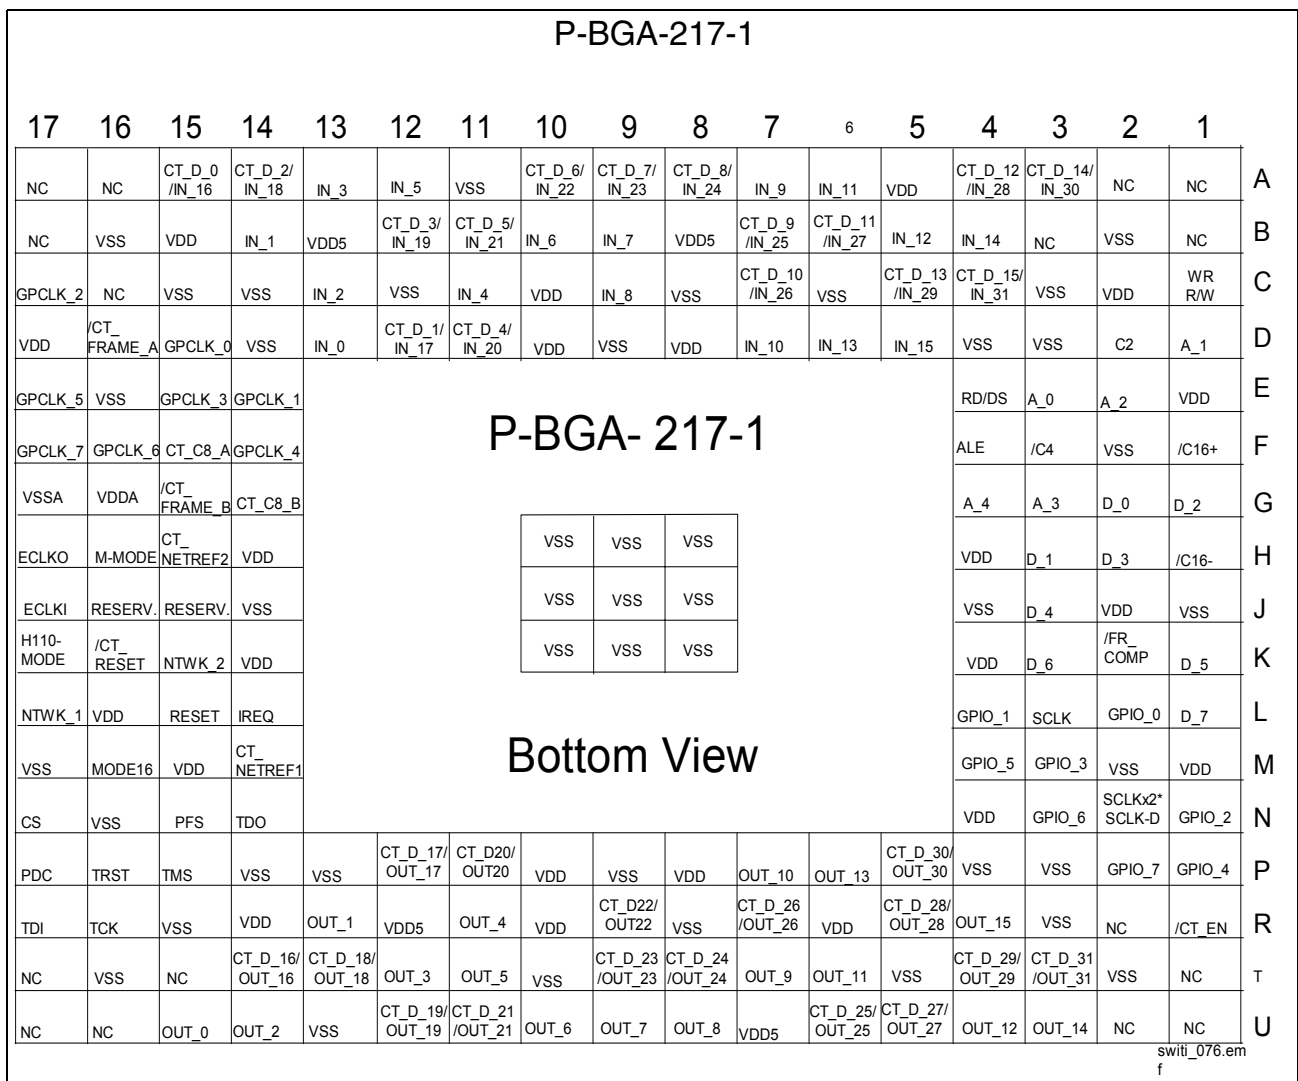 P-BGA-217-1
17 16 15 14 13 12 11 10 9 8 7 6 5 4 3 2 1
NC NC CT_D_0 /IN_16 CT_D_2/ IN_18 IN_3 IN_5 VSS CT_D_6/ IN_22 CT_D_7/ IN_23 CT_D_8/ IN_24 IN_9 IN_11 VDD CT_D_12 /IN_28 CT_D_14/ IN_30 NC NC A
NC VSS VDD IN_1 VDD5 CT_D_3/ IN_19 CT_D_5/ IN_21 IN_6 IN_7 VDD5 CT_D_9 /IN_25 CT_D_11 /IN_27 IN_12 IN_14 NC VSS NC B
GPCLK_2 NC VSS VSS IN_2 VSS IN_4 VDD IN_8 VSS CT_D_10 /IN_26 VSS CT_D_13 /IN_29 CT_D_15/ IN_31 VSS VDD WR R/W C
VDD /CT_ FRAME_A GPCLK_0 VSS IN_0 CT_D_1/ IN_17 CT_D_4/ IN_20 VDD VSS VDD IN_10 IN_13 IN_15 VSS VSS C2 A_1 D
GPCLK_5 VSS GPCLK_3 GPCLK_1 RD/DS A_0 A_2 VDD E
P-BGA- 217-1
GPCLK_7 GPCLK_6 CT_C8_A GPCLK_4 ALE /C4 VSS /C16+ F
VSSA VDDA /CT_ FRAME_B CT_C8_B A_4 A_3 D_0 D_2 G
ECLKO M-MODE CT_ NETREF2 VDD VSS VSS VSS VDD D_1 D_3 /C16- H
ECLKI RESERV. RESERV. VSS VSS VSS VSS VSS D_4 VDD VSS J
H110- MODE /CT_ RESET NTWK_2 VDD VSS VSS VSS VDD D_6 /FR_ COMP D_5 K
NTWK_1 VDD RESET IREQ GPIO_1 SCLK GPIO_0 D_7 L
Bottom View
VSS MODE16 VDD CT_ NETREF1 GPIO_5 GPIO_3 VSS VDD M
CS VSS PFS TDO VDD GPIO_6 SCLKx2* SCLK-D GPIO_2 N
PDC TRST TMS VSS VSS CT_D_17/ OUT_17 CT_D20/ OUT20 VDD VSS VDD OUT_10 OUT_13 CT_D_30/ OUT_30 VSS VSS GPIO_7 GPIO_4 P
TDI TCK VSS VDD OUT_1 VDD5 OUT_4 VDD CT_D22/ OUT22 VSS CT_D_26 /OUT_26 VDD CT_D_28/ OUT_28 OUT_15 VSS NC /CT_EN R
NC VSS NC CT_D_16/ OUT_16 CT_D_18/ OUT_18 OUT_3 OUT_5 VSS CT_D_23 /OUT_23 CT_D_24 /OUT_24 OUT_9 OUT_11 VSS CT_D_29/ OUT_29 CT_D_31 /OUT_31 VSS NC T
NC NC OUT_0 OUT_2 VSS CT_D_19/ OUT_19 CT_D_21 /OUT_21 OUT_6 OUT_7 OUT_8 VDD5 CT_D_25/ OUT_25 CT_D_27/ OUT_27 OUT_12 OUT_14 NC NC U
switi_076.em
f